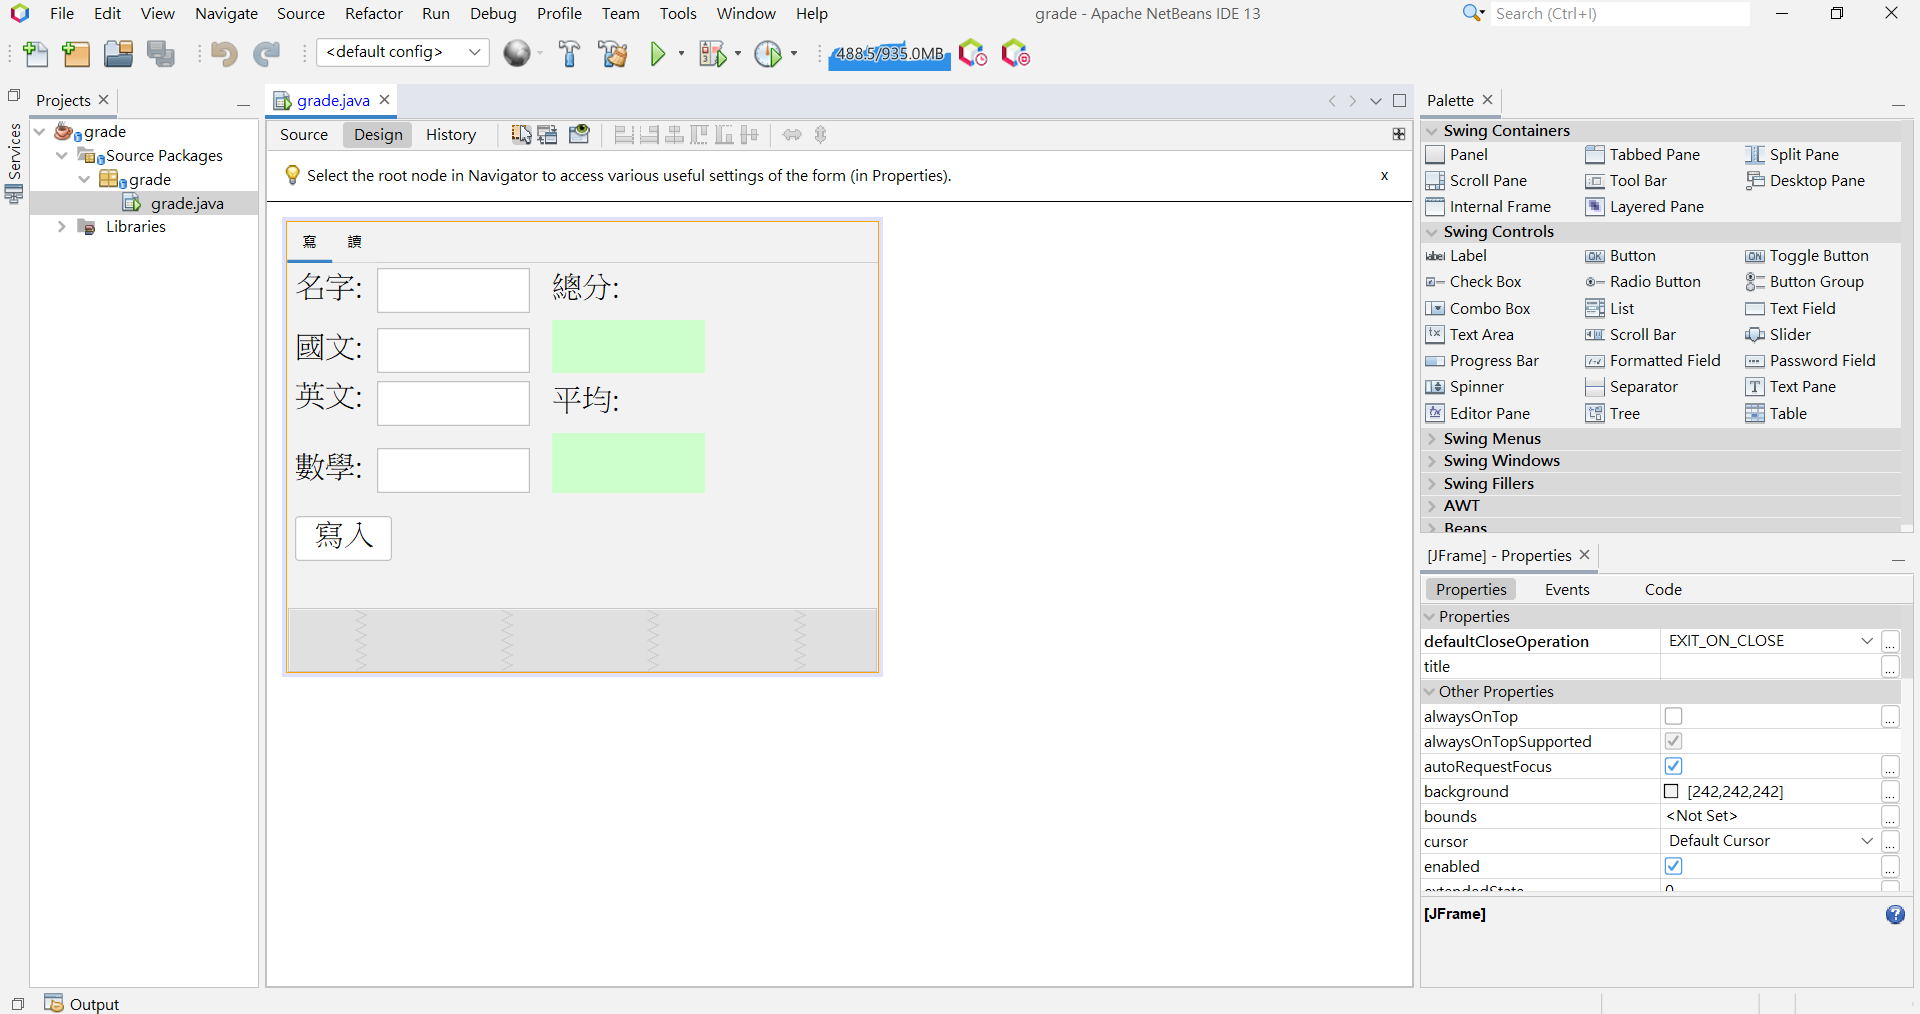 File Edit View Navigate Source Refactor Run Debug Profile Team Tools Window Help
grade - Apache NetBeans IDE 13
Search (Ctrl+I)
<default config>
488.5/935.0MB
Services
Projects
grade
Source Packages
grade
grade.java
Libraries
grade.java
Source Design History
Select the root node in Navigator to access various useful settings of the form (in Properties).
x
寫 讀
名字: 總分:
國文:
英文: 平均:
數學:
寫入
Palette
Swing Containers
Panel Tabbed Pane Split Pane
Scroll Pane Tool Bar Desktop Pane
Internal Frame Layered Pane
Swing Controls
Label Button Toggle Button
Check Box Radio Button Button Group
Combo Box List Text Field
Text Area Scroll Bar Slider
Progress Bar Formatted Field Password Field
Spinner Separator Text Pane
Editor Pane Tree Table
Swing Menus
Swing Windows
Swing Fillers
AWT
Beans
[JFrame] - Properties
Properties Events Code
Properties
defaultCloseOperation EXIT_ON_CLOSE ...
title ...
Other Properties
alwaysOnTop ...
alwaysOnTopSupported
autoRequestFocus ...
background [242,242,242] ...
bounds <Not Set> ...
cursor Default Cursor ...
enabled ...
extendedState 0
[JFrame]
Output